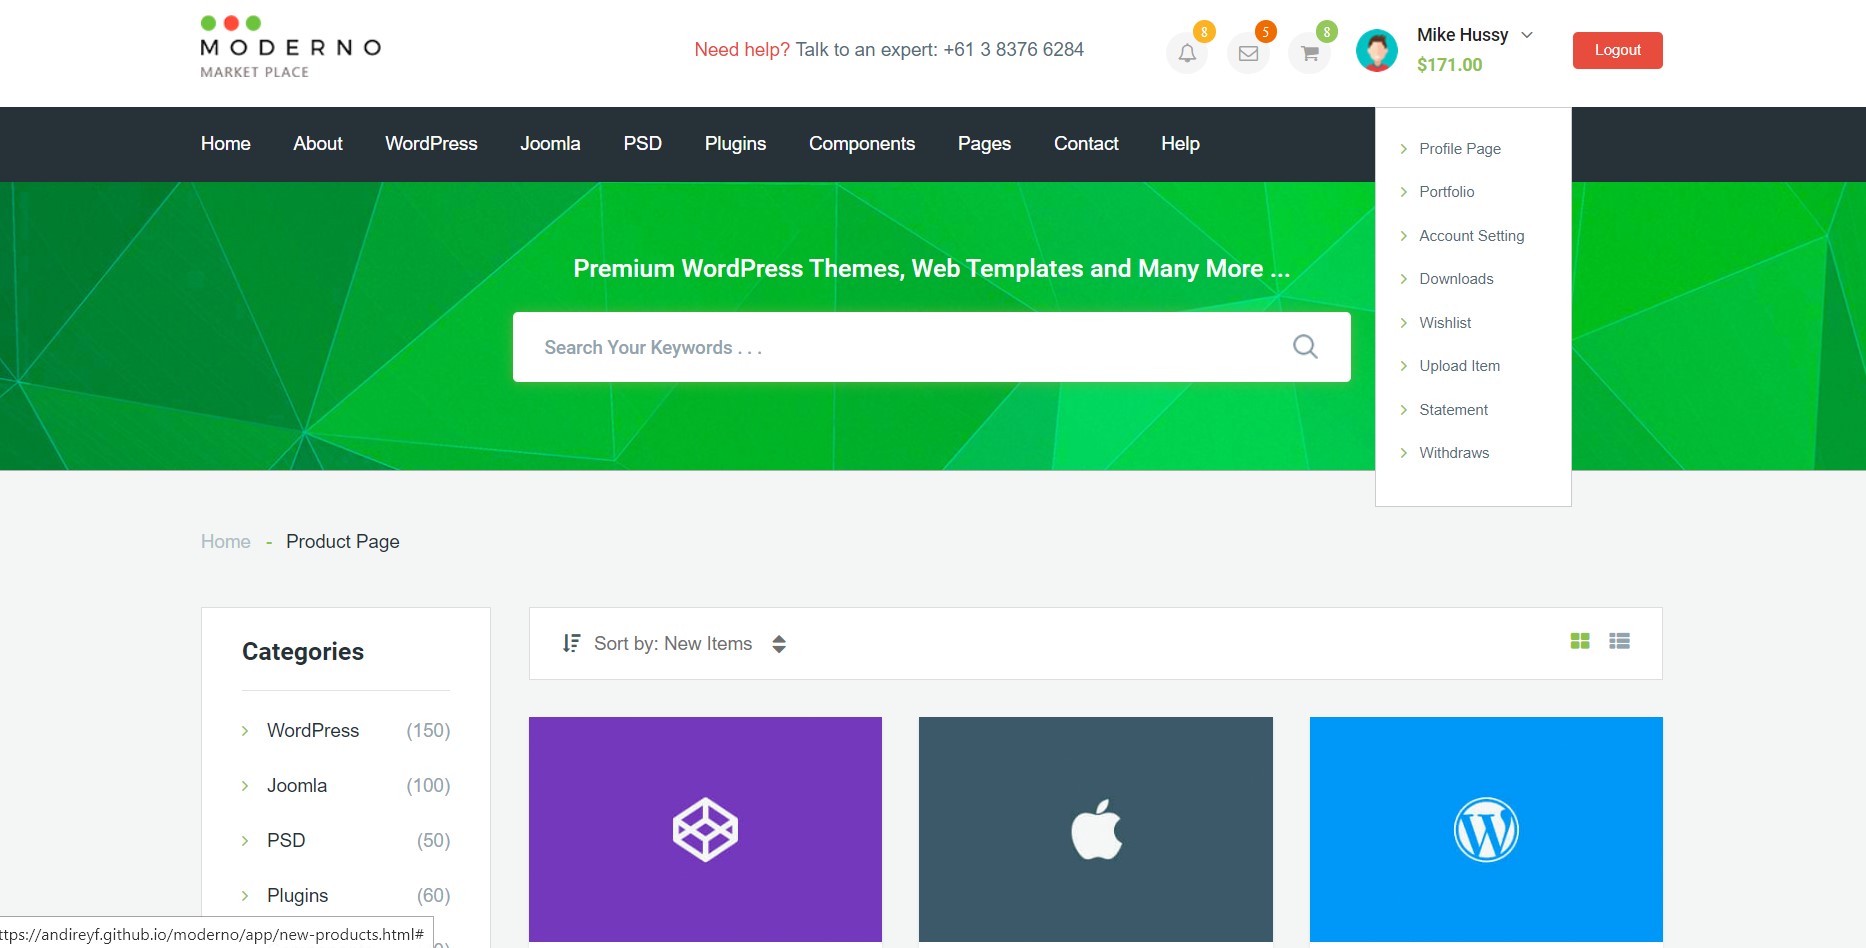 MODERNO
MARKET PLACE
Need help? Talk to an expert: +61 3 8376 6284
8
5
8
Mike Hussy
$171.00
Logout
Home
About
WordPress
Joomla
PSD
Plugins
Components
Pages
Contact
Help
Profile Page
Portfolio
Account Setting
Downloads
Wishlist
Upload Item
Statement
Withdraws
Premium WordPress Themes, Web Templates and Many More ...
Search Your Keywords . . .
Home - Product Page
Categories
WordPress (150)
Joomla (100)
PSD (50)
Plugins (60)
Sort by: New Items
ttps://andireyf.github.io/moderno/app/new-products.html#